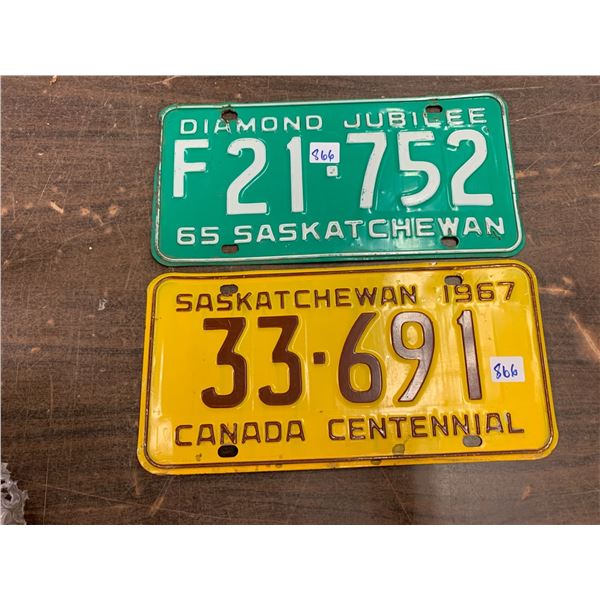 DIAMOND JUBILEE
F21·752
866
65 SASKATCHEWAN
SASKATCHEWAN 1967
33·691
866
CANADA CENTENNIAL